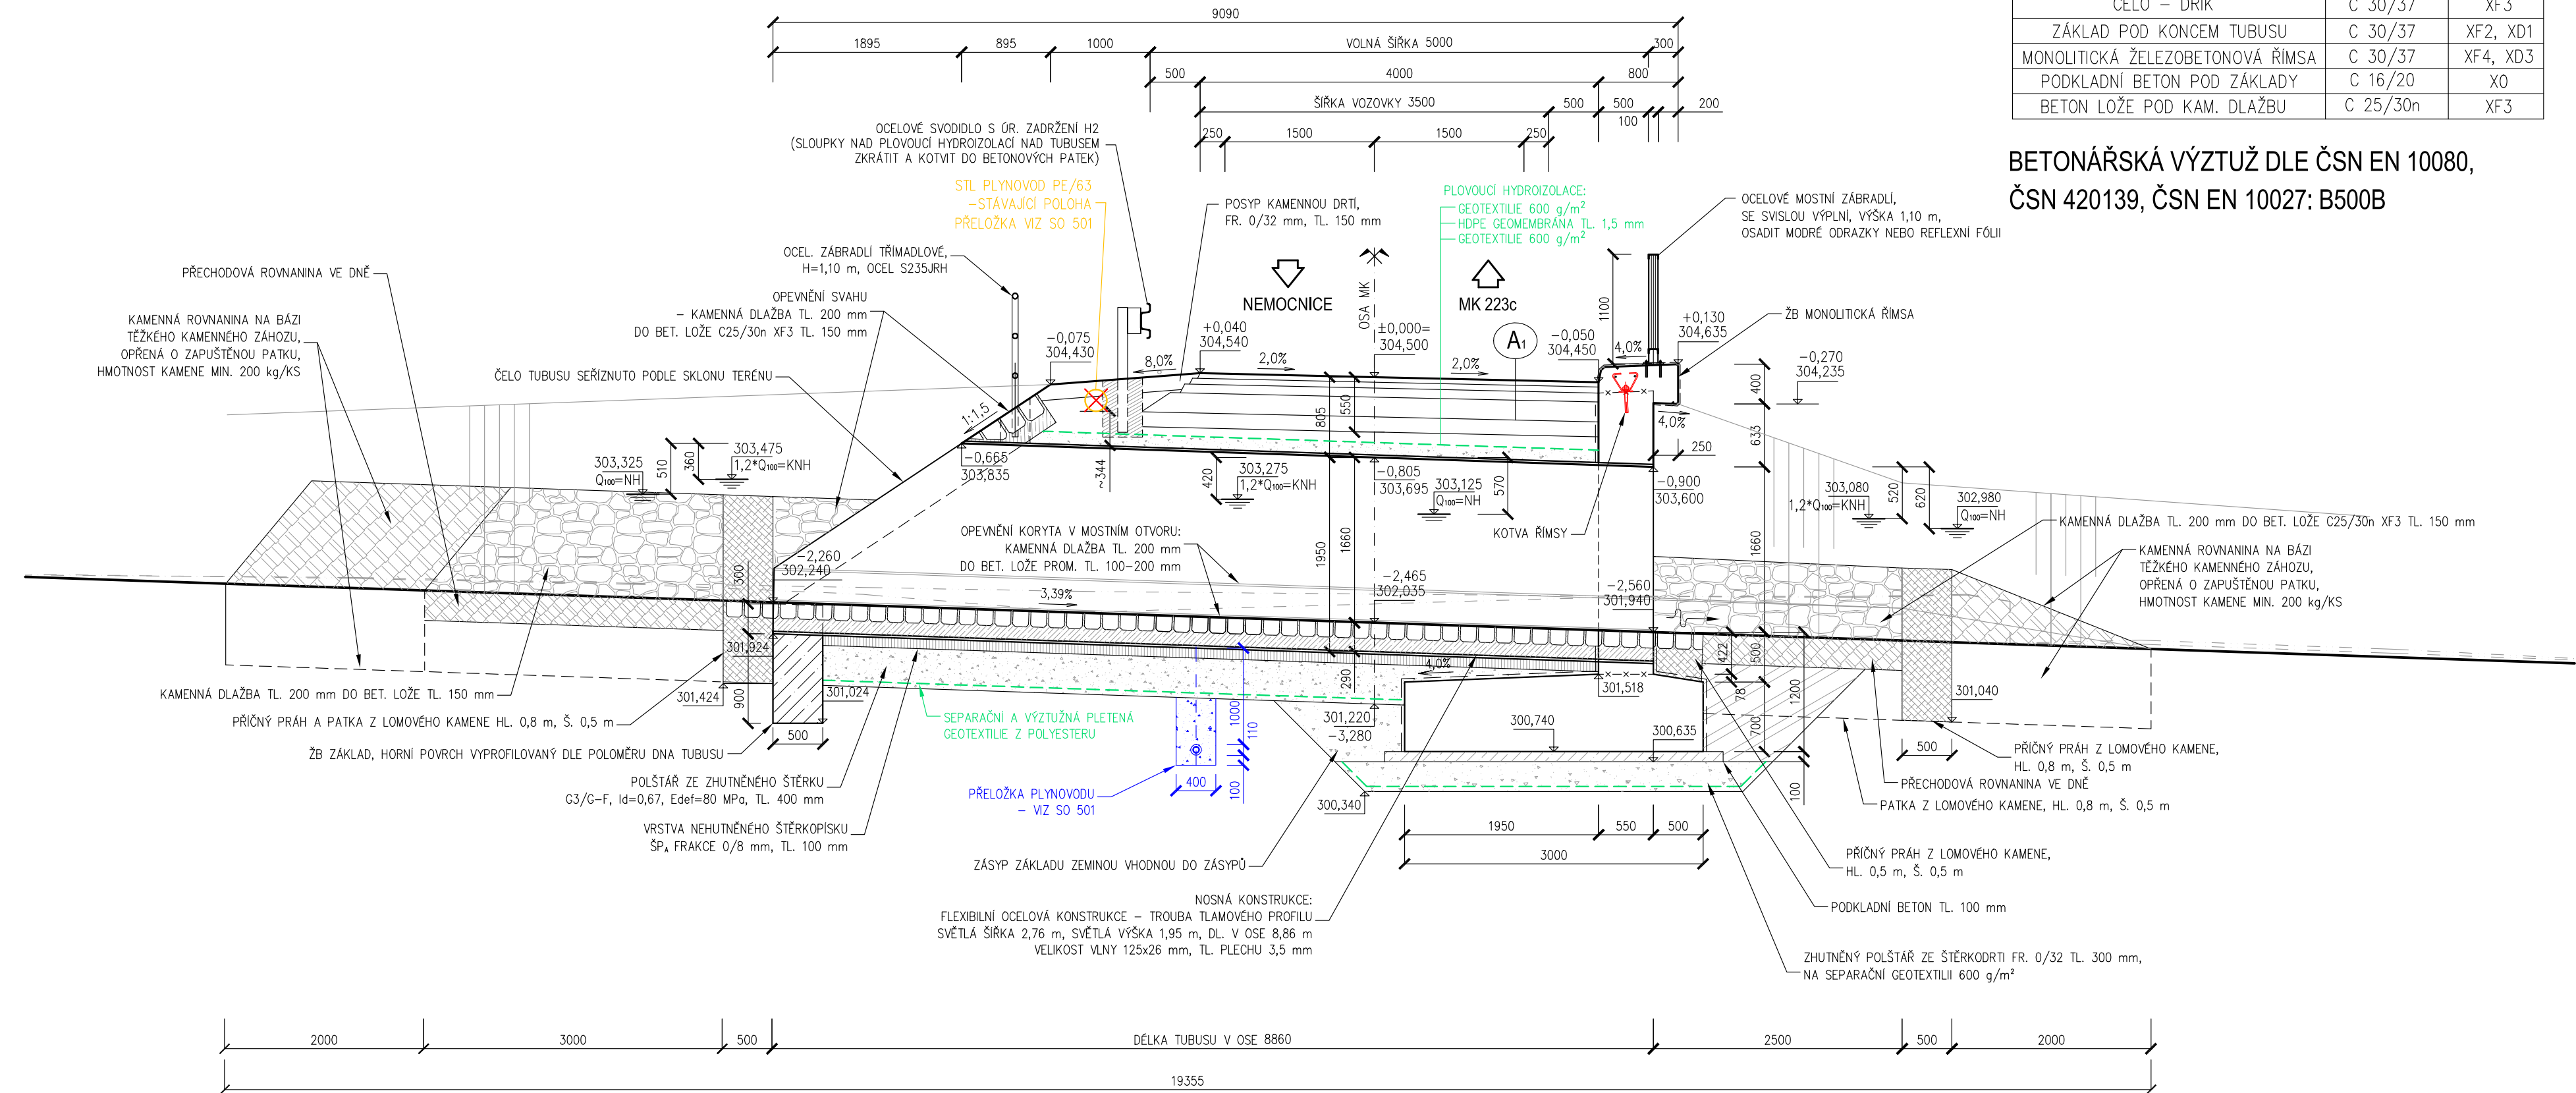 9090
1895
895
1000
VOLNÁ ŠÍŘKA 5000
300
500
4000
800
ŠÍŘKA VOZOVKY 3500
500
500
200
100
250
1500
1500
250
ČELO – DŘÍK C 30/37 XF3
ZÁKLAD POD KONCEM TUBUSU C 30/37 XF2, XD1
MONOLITICKÁ ŽELEZOBETONOVÁ ŘÍMSA C 30/37 XF4, XD3
PODKLADNÍ BETON POD ZÁKLADY C 16/20 X0
BETON LOŽE POD KAM. DLAŽBU C 25/30n XF3
BETONÁŘSKÁ VÝZTUŽ DLE ČSN EN 10080,
ČSN 420139, ČSN EN 10027: B500B
OCELOVÉ SVODIDLO S ÚR. ZADRŽENÍ H2
(SLOUPKY NAD PLOVOUCÍ HYDROIZOLACÍ NAD TUBUSEM
ZKRÁTIT A KOTVIT DO BETONOVÝCH PATEK)
STL PLYNOVOD PE/63
-STÁVAJÍCÍ POLOHA
PŘELOŽKA VIZ SO 501
POSYP KAMENNOU DRTÍ,
FR. 0/32 mm, TL. 150 mm
PLOVOUCÍ HYDROIZOLACE:
GEOTEXTILIE 600 g/m²
HDPE GEOMEMBRÁNA TL. 1,5 mm
GEOTEXTILIE 600 g/m²
OCELOVÉ MOSTNÍ ZÁBRADLÍ,
SE SVISLOU VÝPLNÍ, VÝŠKA 1,10 m,
OSADIT MODRÉ ODRAZKY NEBO REFLEXNÍ FÓLII
OCEL. ZÁBRADLÍ TŘÍMADLOVÉ,
H=1,10 m, OCEL S235JRH
PŘECHODOVÁ ROVNANINA VE DNĚ
OPEVNĚNÍ SVAHU
– KAMENNÁ DLAŽBA TL. 200 mm
DO BET. LOŽE C25/30n XF3 TL. 150 mm
KAMENNÁ ROVNANINA NA BÁZI
TĚŽKÉHO KAMENNÉHO ZÁHOZU,
OPŘENÁ O ZAPUŠTĚNOU PATKU,
HMOTNOST KAMENE MIN. 200 kg/KS
ČELO TUBUSU SEŘÍZNUTO PODLE SKLONU TERÉNU
NEMOCNICE
OSA MK
MK 223c
A1
1100
ŽB MONOLITICKÁ ŘÍMSA
-0,075
304,430
8,0%
+0,040
304,540
2,0%
±0,000=
304,500
2,0%
-0,050
304,450
4,0%
+0,130
304,635
-0,270
304,235
400
1:1,5
805
550
4,0%
633
250
303,325
Q100=NH
510
360
303,475
1,2*Q100=KNH
-0,665
303,835
~344
420
303,275
1,2*Q100=KNH
-0,805
303,695
303,125
Q100=NH
570
-0,900
303,600
KOTVA ŘÍMSY
303,080
1,2*Q100=KNH
520
620
302,980
Q100=NH
KAMENNÁ DLAŽBA TL. 200 mm DO BET. LOŽE C25/30n XF3 TL. 150 mm
OPEVNĚNÍ KORYTA V MOSTNÍM OTVORU:
KAMENNÁ DLAŽBA TL. 200 mm
DO BET. LOŽE PROM. TL. 100-200 mm
1950
1660
1660
KAMENNÁ ROVNANINA NA BÁZI
TĚŽKÉHO KAMENNÉHO ZÁHOZU,
OPŘENÁ O ZAPUŠTĚNOU PATKU,
HMOTNOST KAMENE MIN. 200 kg/KS
-2,260
302,240
300
3,39%
-2,465
302,035
-2,560
301,940
301,924
301,424
900
301,024
290
4,0%
301,518
422
500
78
1200
700
301,040
KAMENNÁ DLAŽBA TL. 200 mm DO BET. LOŽE TL. 150 mm
PŘÍČNÝ PRÁH A PATKA Z LOMOVÉHO KAMENE HL. 0,8 m, Š. 0,5 m
ŽB ZÁKLAD, HORNÍ POVRCH VYPROFILOVANÝ DLE POLOMĚRU DNA TUBUSU
500
SEPARAČNÍ A VÝZTUŽNÁ PLETENÁ
GEOTEXTILIE Z POLYESTERU
1000
110
301,220
-3,280
300,740
300,635
500
PŘÍČNÝ PRÁH Z LOMOVÉHO KAMENE,
HL. 0,8 m, Š. 0,5 m
PŘECHODOVÁ ROVNANINA VE DNĚ
PATKA Z LOMOVÉHO KAMENE, HL. 0,8 m, Š. 0,5 m
POLŠTÁŘ ZE ZHUTNĚNÉHO ŠTĚRKU
G3/G-F, Id=0,67, Edef=80 MPa, TL. 400 mm
PŘELOŽKA PLYNOVODU
– VIZ SO 501
400
100
300,340
100
VRSTVA NEHUTNĚNÉHO ŠTĚRKOPÍSKU
ŠPA FRAKCE 0/8 mm, TL. 100 mm
1950
550
500
3000
ZÁSYP ZÁKLADU ZEMINOU VHODNOU DO ZÁSYPŮ
PŘÍČNÝ PRÁH Z LOMOVÉHO KAMENE,
HL. 0,5 m, Š. 0,5 m
NOSNÁ KONSTRUKCE:
FLEXIBILNÍ OCELOVÁ KONSTRUKCE – TROUBA TLAMOVÉHO PROFILU
SVĚTLÁ ŠÍŘKA 2,76 m, SVĚTLÁ VÝŠKA 1,95 m, DL. V OSE 8,86 m
VELIKOST VLNY 125x26 mm, TL. PLECHU 3,5 mm
PODKLADNÍ BETON TL. 100 mm
ZHUTNĚNÝ POLŠTÁŘ ZE ŠTĚRKODRTI FR. 0/32 TL. 300 mm,
NA SEPARAČNÍ GEOTEXTILII 600 g/m²
2000
3000
500
DÉLKA TUBUSU V OSE 8860
2500
500
2000
19355